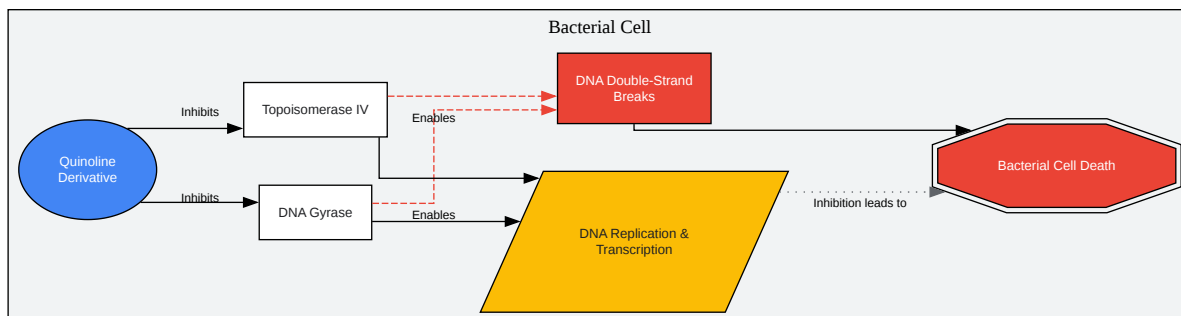 Bacterial Cell
DNA Double-Strand
Breaks
Inhibits
Topoisomerase IV
Enables
Quinoline
Derivative
Bacterial Cell Death
Inhibits
DNA Gyrase
Enables
Inhibition leads to
DNA Replication &
Transcription